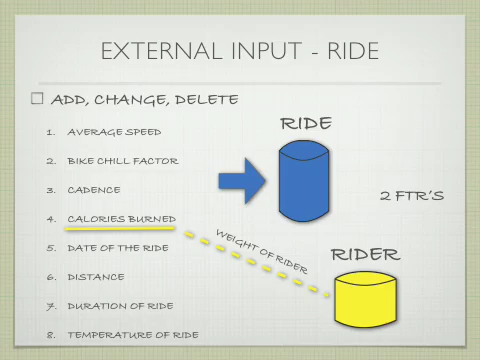 EXTERNAL INPUT - RIDE
ADD, CHANGE, DELETE
1. AVERAGE SPEED
2. BIKE CHILL FACTOR
3. CADENCE
4. CALORIES BURNED
5. DATE OF THE RIDE
6. DISTANCE
7. DURATION OF RIDE
8. TEMPERATURE OF RIDE
RIDE
2 FTR'S
WEIGHT OF RIDER
RIDER